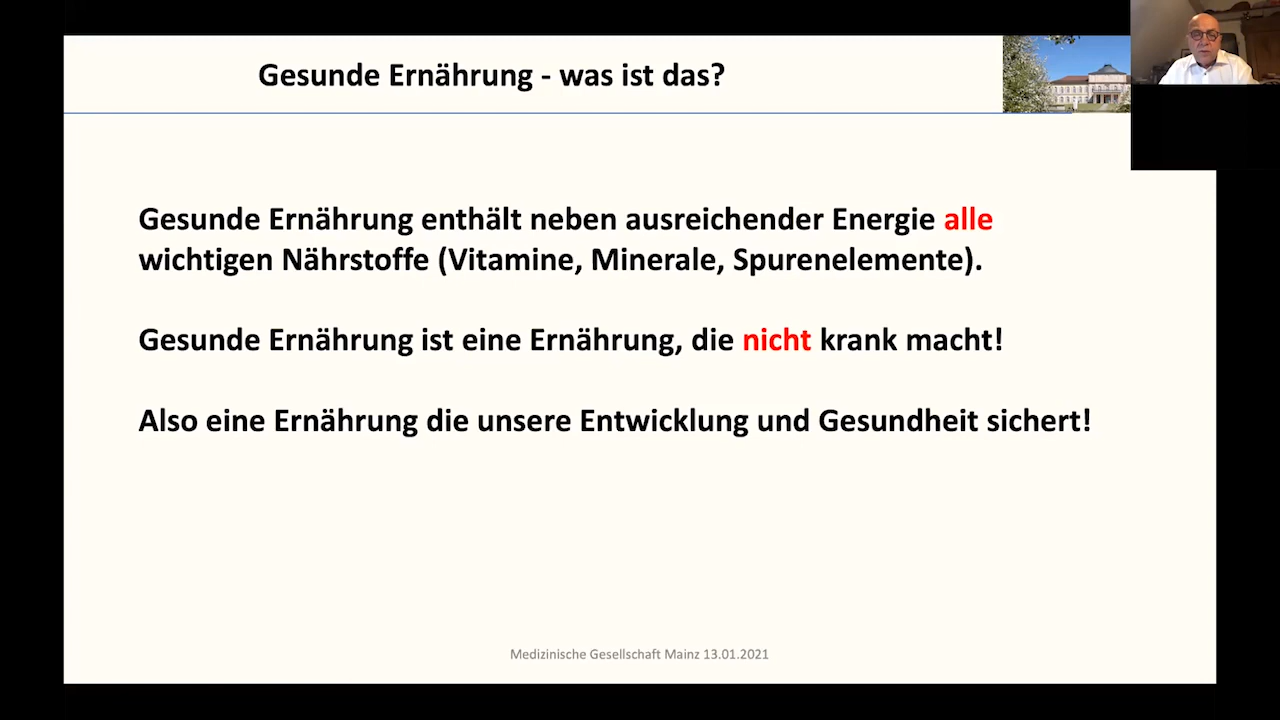 Gesunde Ernährung - was ist das?
Gesunde Ernährung enthält neben ausreichender Energie alle
wichtigen Nährstoffe (Vitamine, Minerale, Spurenelemente).
Gesunde Ernährung ist eine Ernährung, die nicht krank macht!
Also eine Ernährung die unsere Entwicklung und Gesundheit sichert!
Medizinische Gesellschaft Mainz 13.01.2021